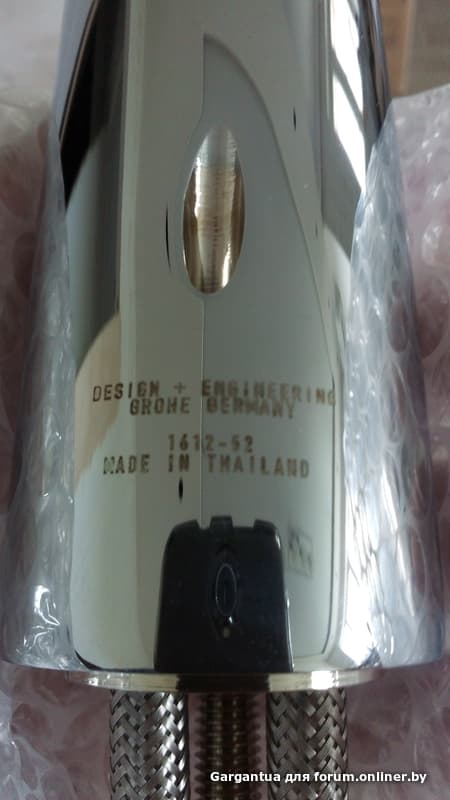 DESIGN + ENGINEERING
GROHE GERMANY
1612-52
MADE IN THAILAND
Gargantua для forum.onliner.by